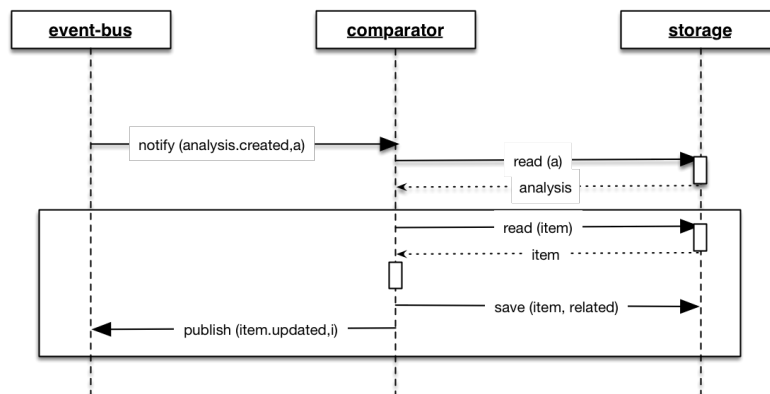 event-bus
comparator
storage
notify (analysis.created,a)
read (a)
analysis
read (item)
item
save (item, related)
publish (item.updated,i)